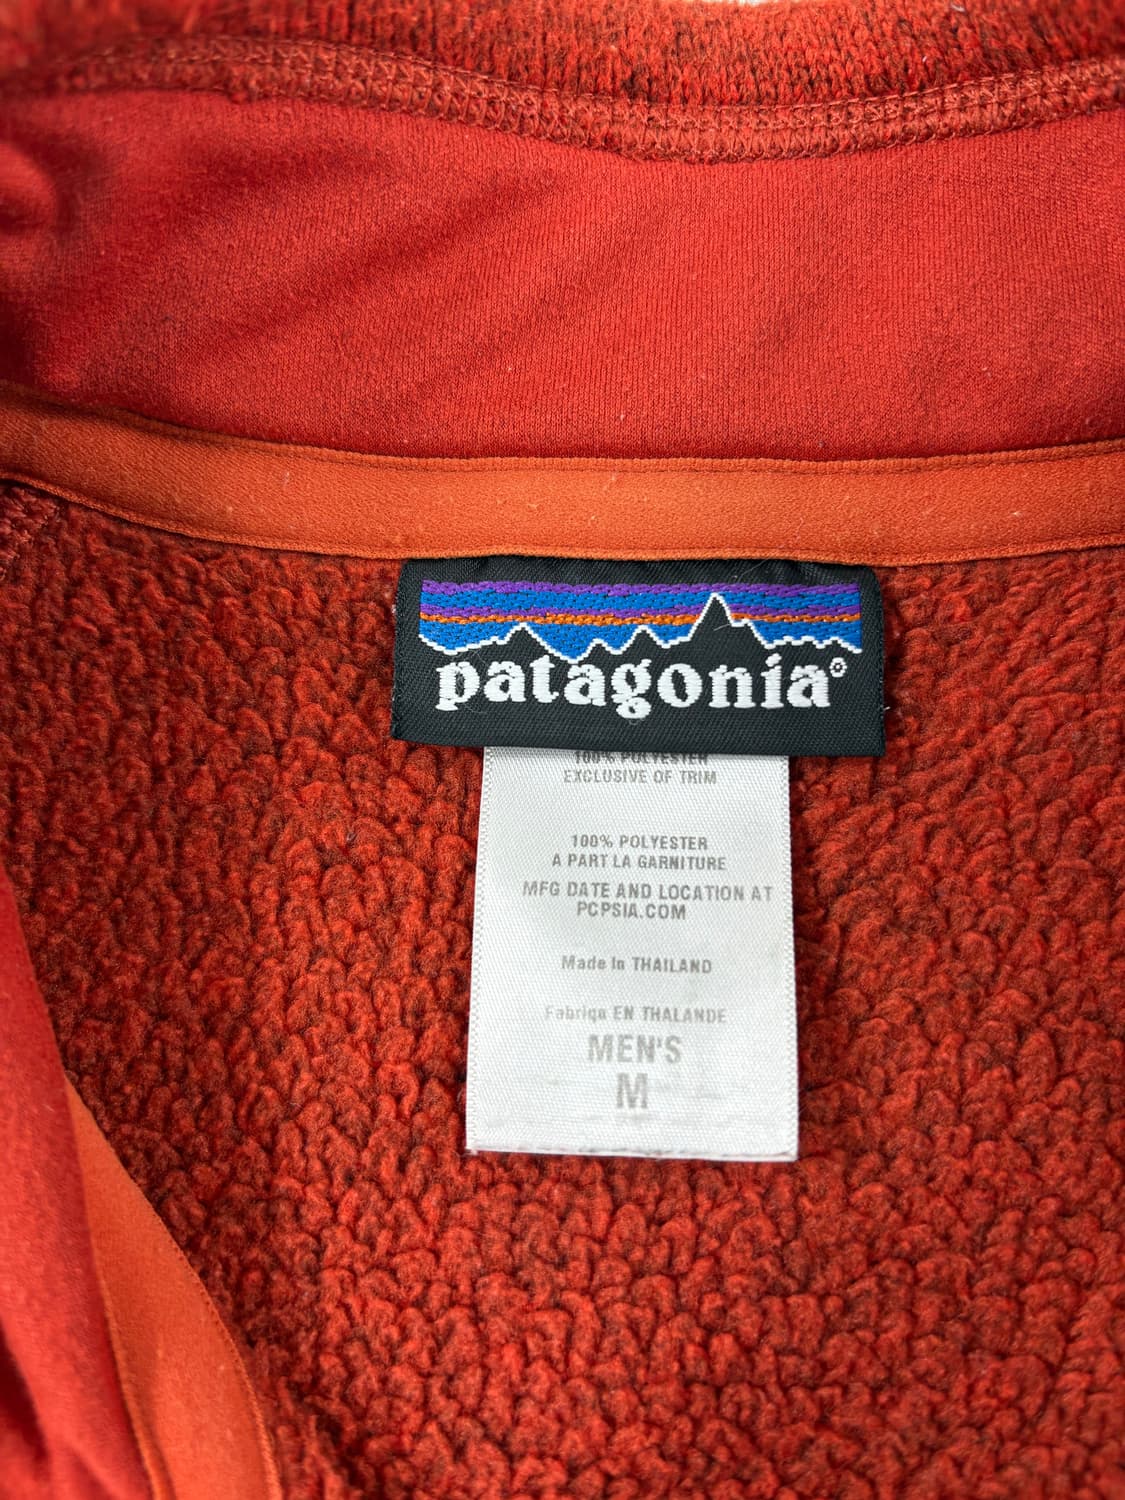 patagonia®
100% POLYESTER
EXCLUSIVE OF TRIM
100% POLYESTER
A PART LA GARNITURE
MFG DATE AND LOCATION AT
PCPSIA.COM
Made In THAILAND
Fabriqa EN THALANDE
MEN'S
M